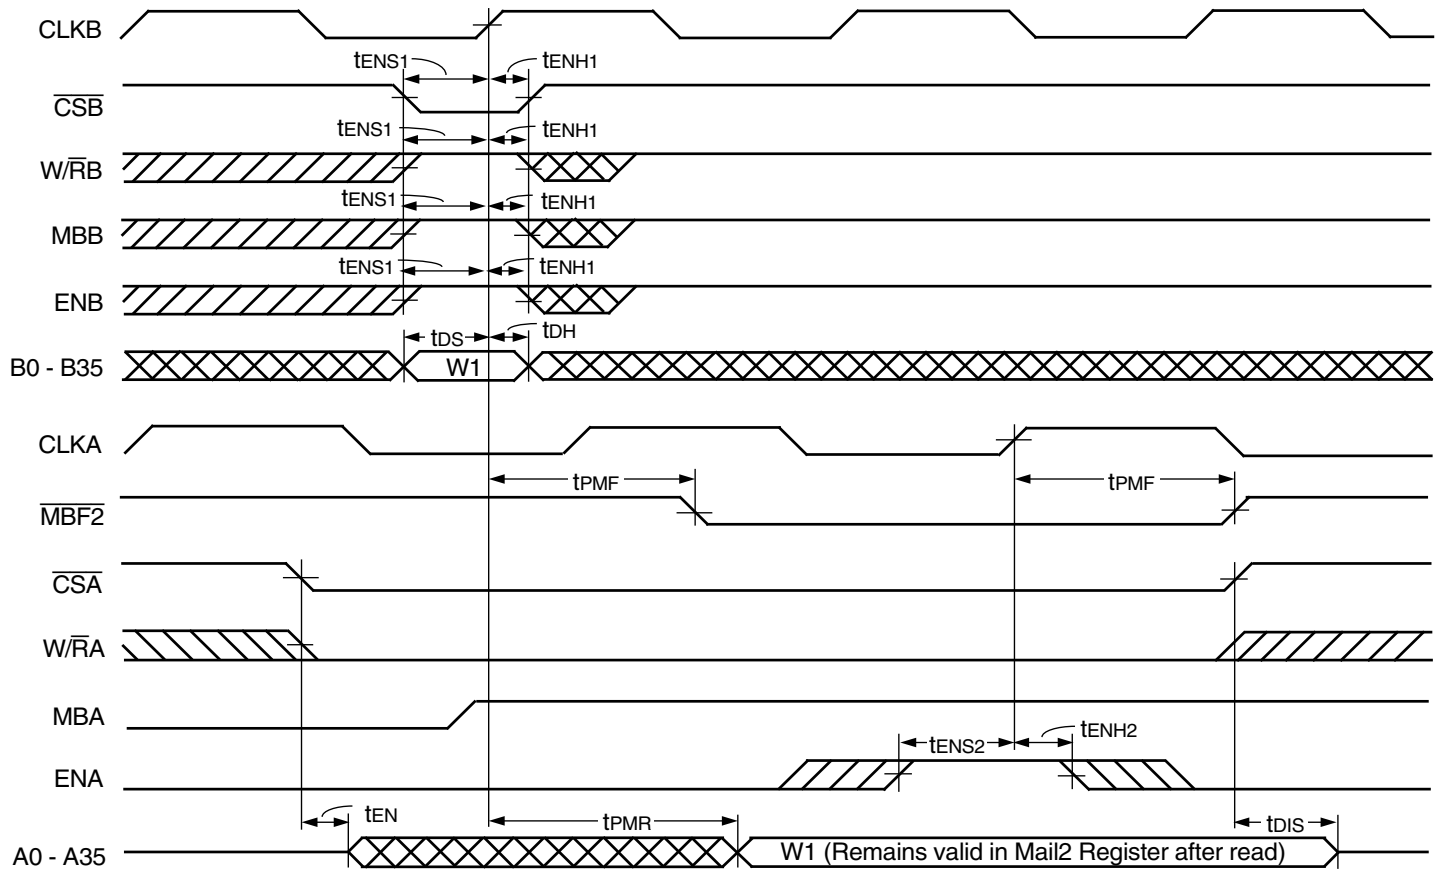 CLKB
tENS1 tENH1
CSB
tENS1 tENH1
W/RB
tENS1 tENH1
MBB
tENS1 tENH1
ENB
tDS tDH
B0 - B35 W1
CLKA
tPMF tPMF
MBF2
CSA
W/RA
MBA
tENS2 tENH2
ENA
tEN tPMR tDIS
A0 - A35 W1 (Remains valid in Mail2 Register after read)